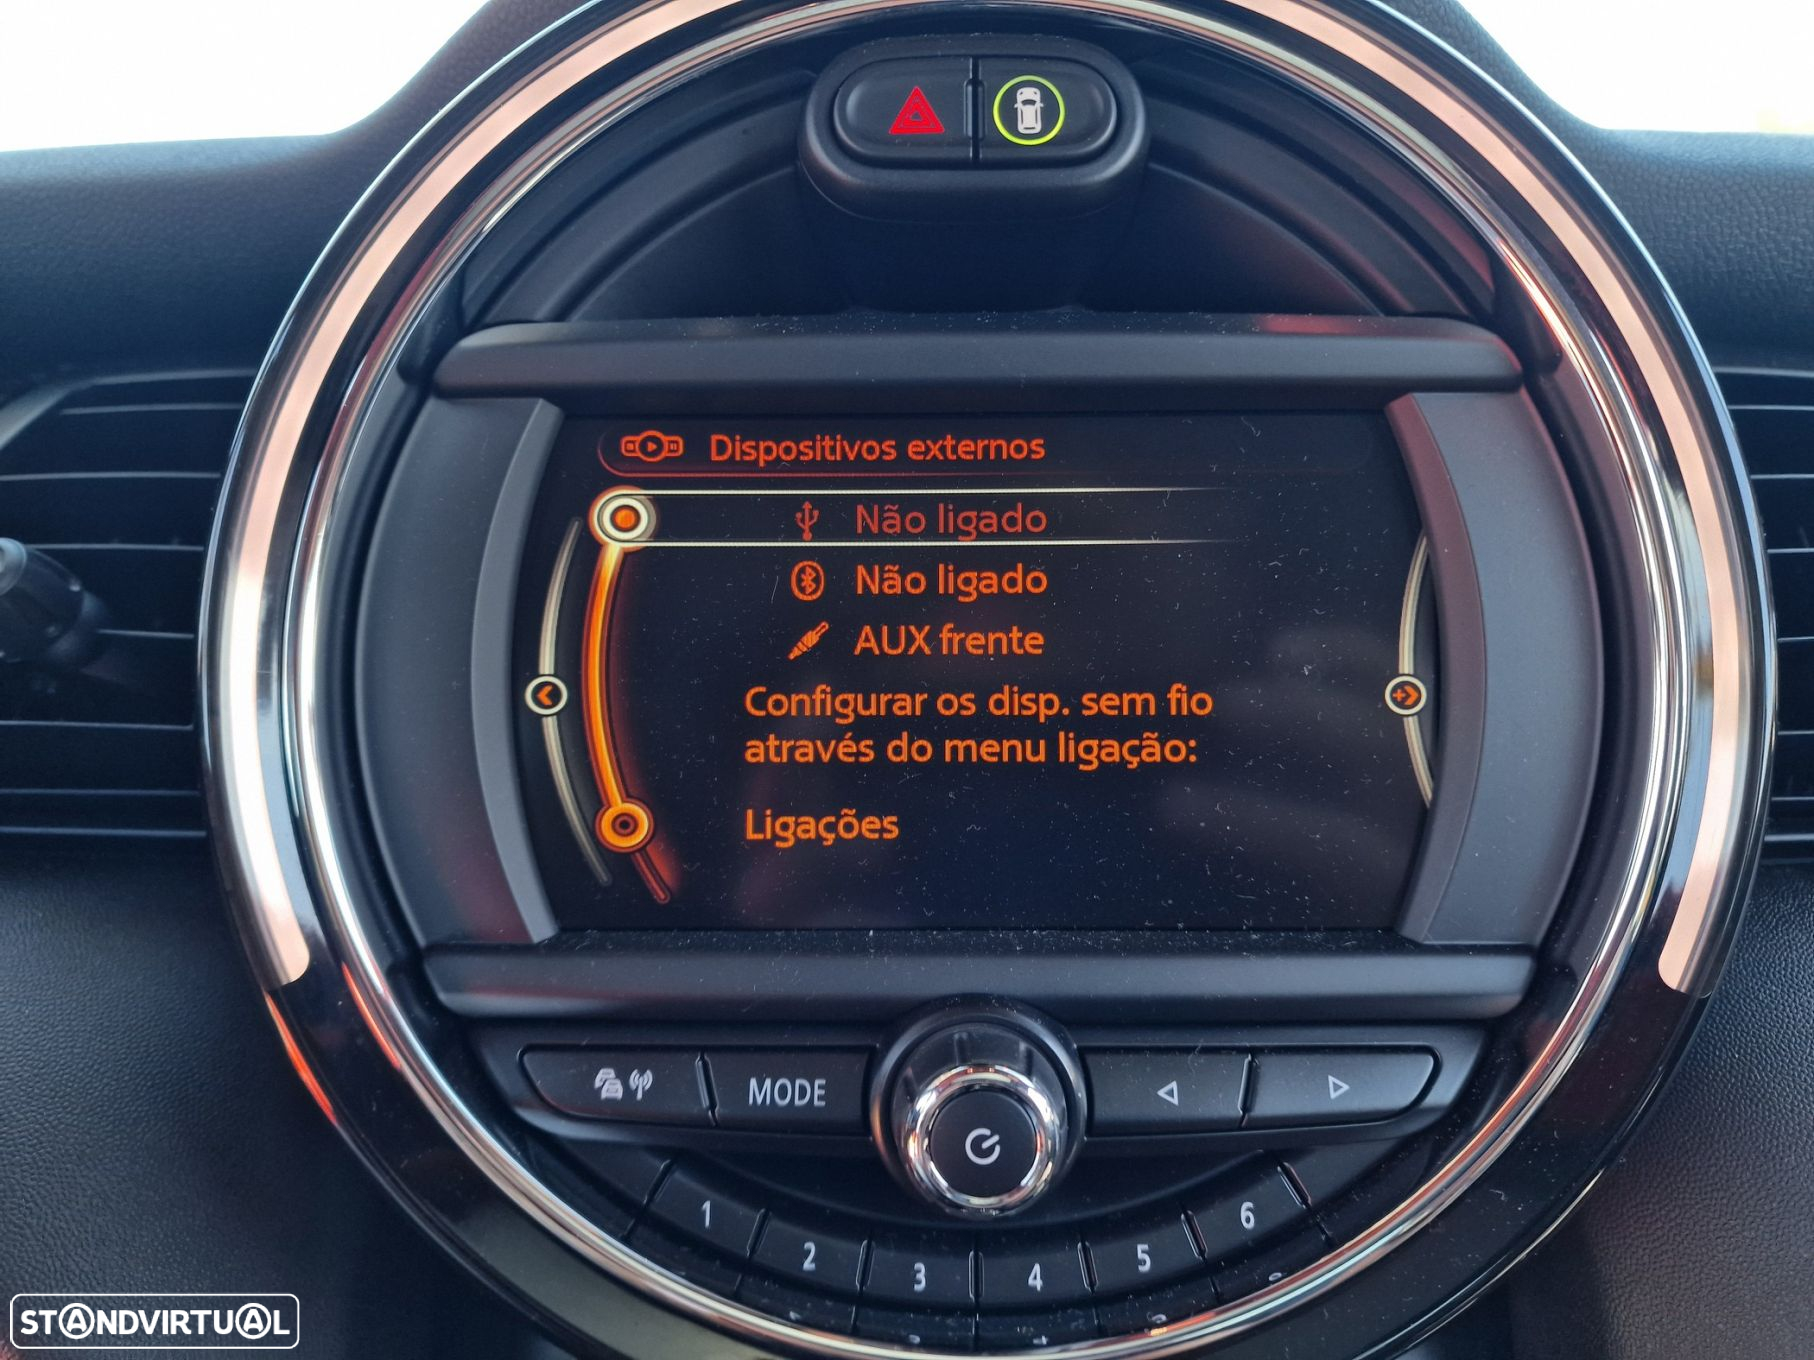 Dispositivos externos
Não ligado
Não ligado
AUX frente
Configurar os disp. sem fio
através do menu ligação:
Ligações
MODE
1
2
3
4
5
6
STANDVIRTUAL